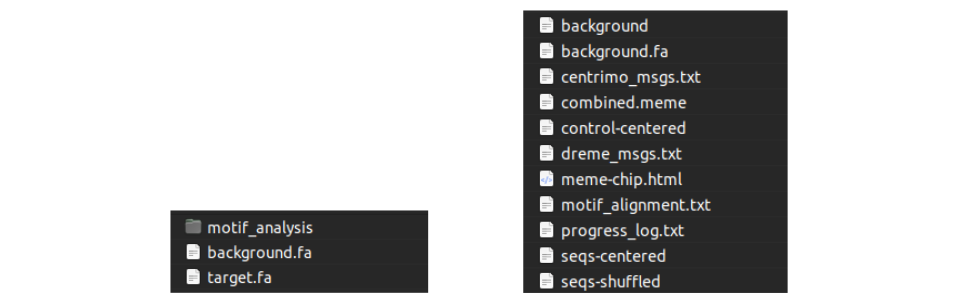 motif_analysis
background.fa
target.fa
background
background.fa
centrimo_msgs.txt
combined.meme
control-centered
dreme_msgs.txt
meme-chip.html
motif_alignment.txt
progress_log.txt
seqs-centered
seqs-shuffled